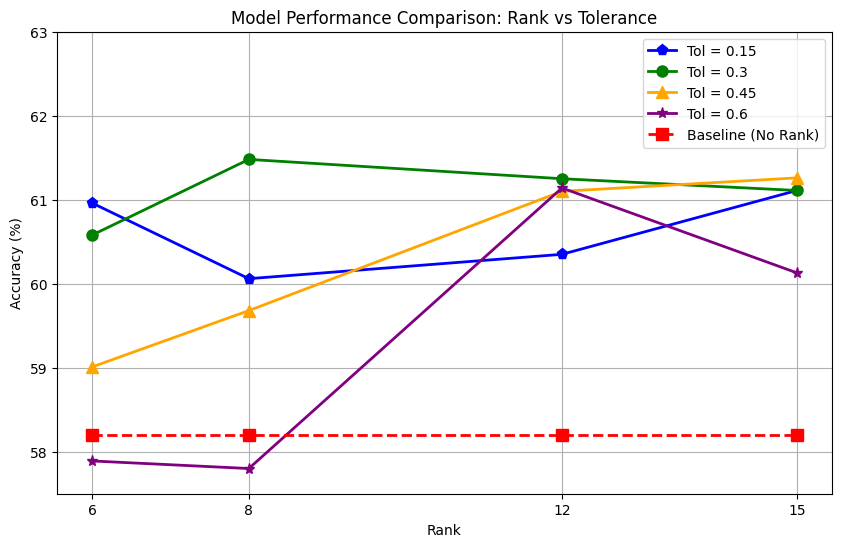 Model Performance Comparison: Rank vs Tolerance
63
62
61
60
59
58
Accuracy (%)
Tol = 0.15
Tol = 0.3
Tol = 0.45
Tol = 0.6
Baseline (No Rank)
6 8 12 15
Rank